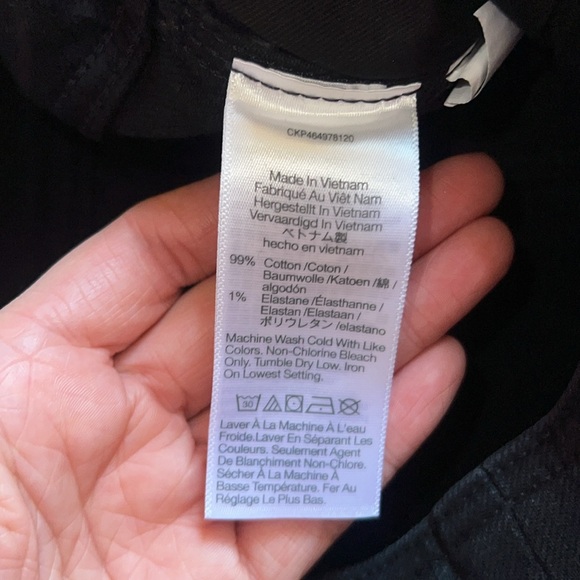 CKP464978120
Made In Vietnam
Fabriqué Au Viêt Nam
Hergestellt In Vietnam
Vervaardigd In Vietnam
ベトナム製
hecho en vietnam
99% Cotton /Coton /
Baumwolle /Katoen /綿 /
algodón
1% Elastane /Élasthanne /
Elastan /Elastaan /
ポリウレタン /elastano
Machine Wash Cold With Like
Colors. Non-Chlorine Bleach
Only. Tumble Dry Low. Iron
On Lowest Setting.
30
Laver À La Machine À L'eau
Froide.Laver En Séparant Les
Couleurs. Seulement Agent
De Blanchiment Non-Chlore.
Sécher À La Machine À
Basse Température. Fer Au
Réglage Le Plus Bas.